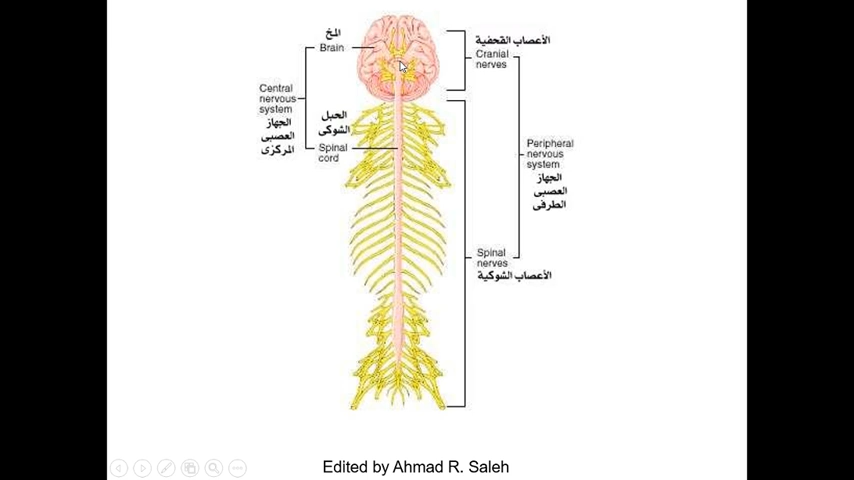 المخ
Brain
Central
nervous
system
الجهاز
العصبى
المركزى
الحبل
الشوكى
Spinal
cord
الأعصاب القحفية
Cranial
nerves
Peripheral
nervous
system
الجهاز
العصبى
الطرفى
Spinal
nerves
الأعصاب الشوكية
Edited by Ahmad R. Saleh